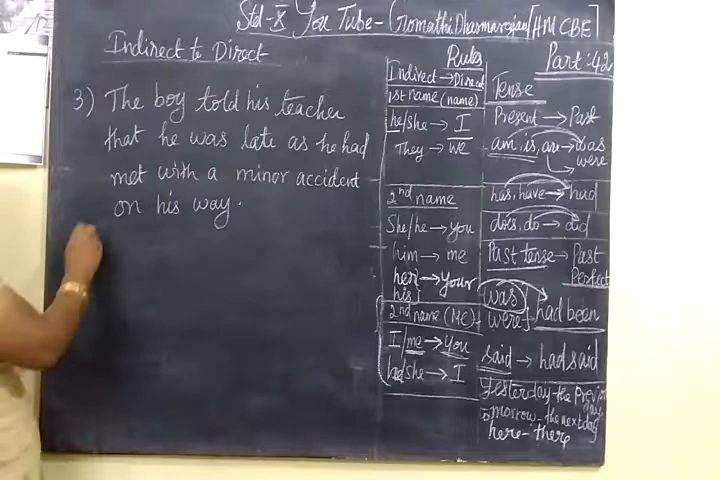 Std-X You Tube- Gromathi Dharmarajan [HM CBE]
Indirect to Direct
3) The boy told his teacher
that he was late as he had
met with a minor accident
on his way.
Rules
Indirect → Direct
1st name (name)
he/she → I
They → we
2nd name
She/he → you
him → me
her → your
his
2nd name (ME)
I/me → you
he/she → I
Part: 42
Tense
Present → Past
am, is, are → was
were
has, have → had
does, do → did
Past tense → Past
Perfect
was
were } had been
said → had said
Yesterday - the previous
day
tomorrow - the next day
here - there